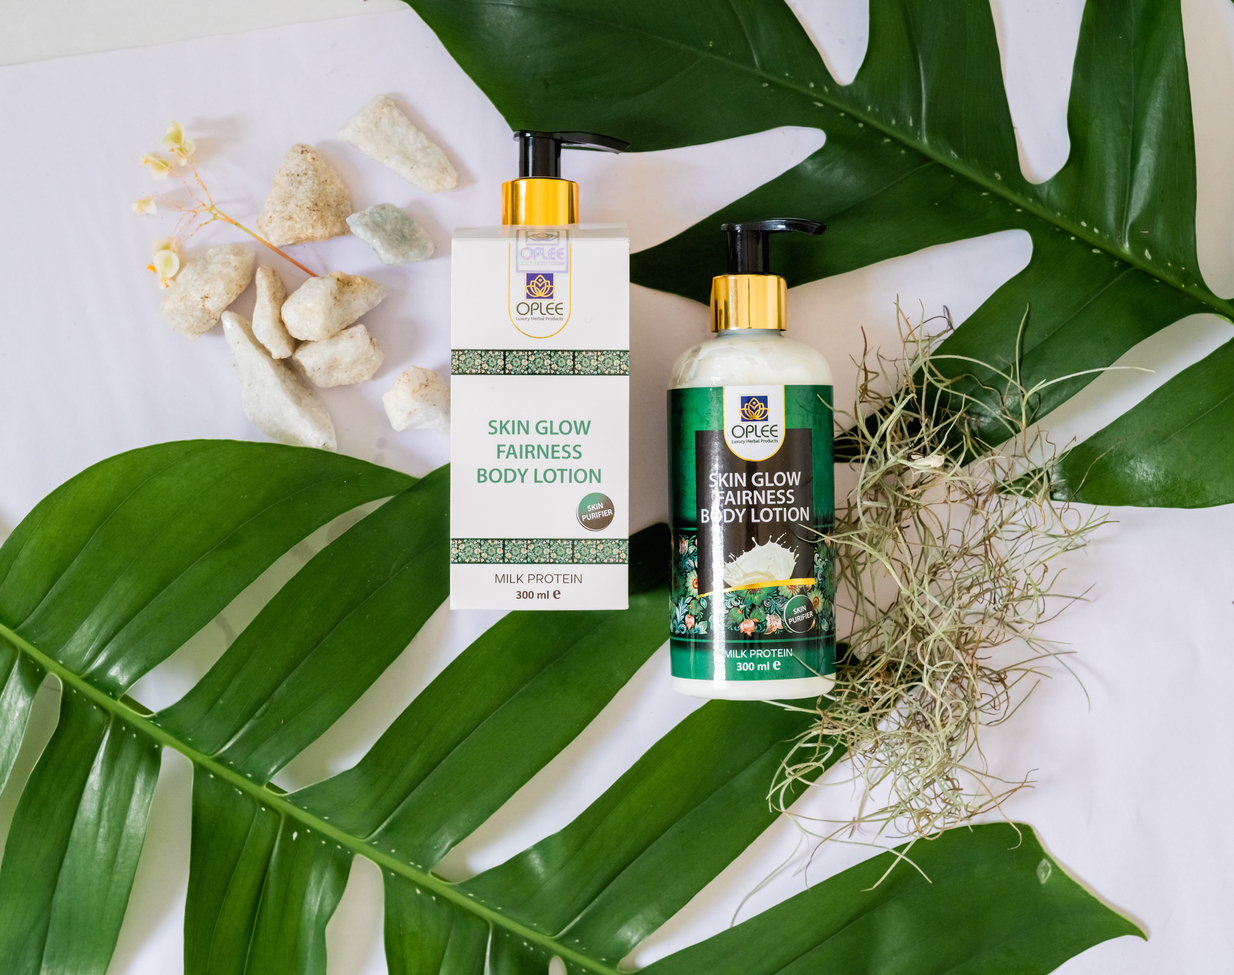 OPLEE
OPLEE
Luxury Herbal Products
SKIN GLOW
FAIRNESS
BODY LOTION
SKIN
PURIFIER
MILK PROTEIN
300 ml e
OPLEE
Luxury Herbal Products
SKIN GLOW
FAIRNESS
BODY LOTION
SKIN
PURIFIER
MILK PROTEIN
300 ml e